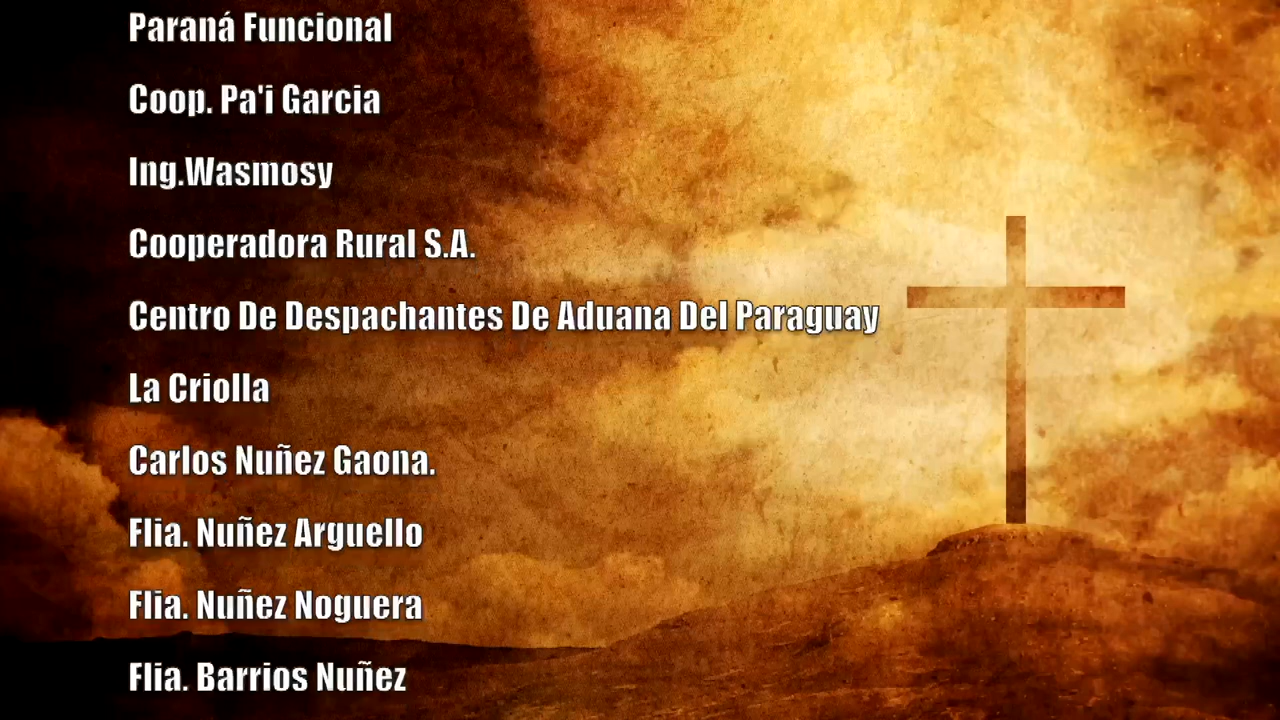 Paraná Funcional
Coop. Pa'i Garcia
Ing.Wasmosy
Cooperadora Rural S.A.
Centro De Despachantes De Aduana Del Paraguay
La Criolla
Carlos Nuñez Gaona.
Flia. Nuñez Arguello
Flia. Nuñez Noguera
Flia. Barrios Nuñez